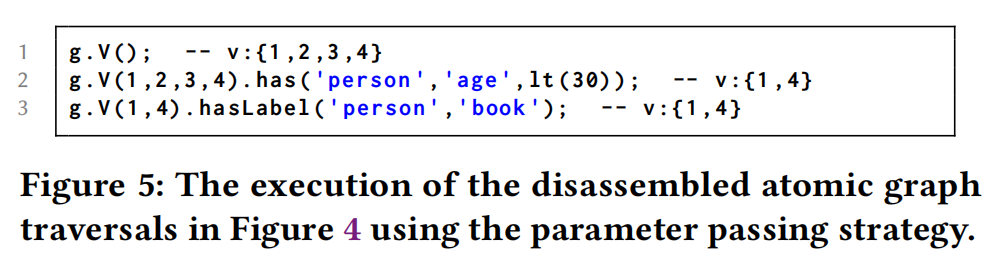 1 g.V(); -- v:{1,2,3,4}
2 g.V(1,2,3,4).has('person','age',lt(30)); -- v:{1,4}
3 g.V(1,4).hasLabel('person','book'); -- v:{1,4}
Figure 5: The execution of the disassembled atomic graph
traversals in Figure 4 using the parameter passing strategy.